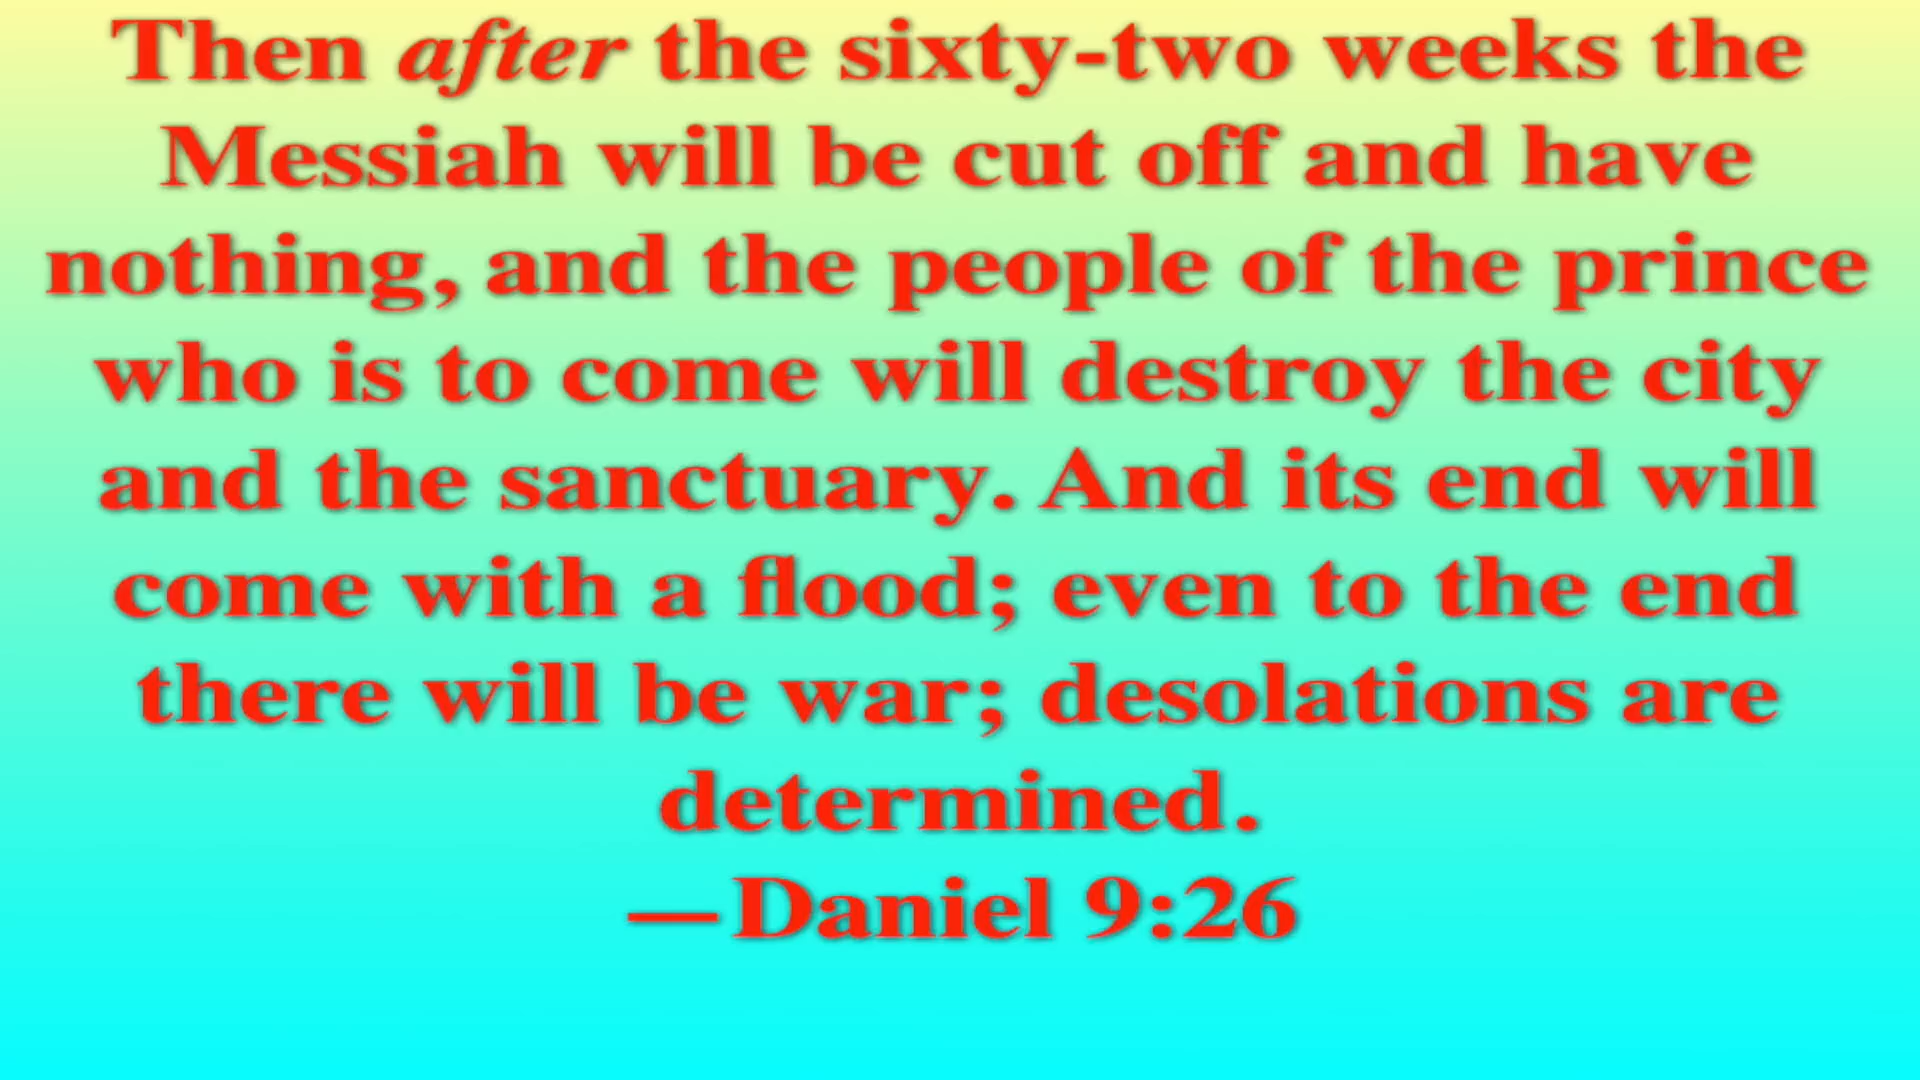 Then after the sixty-two weeks the
Messiah will be cut off and have
nothing, and the people of the prince
who is to come will destroy the city
and the sanctuary. And its end will
come with a flood; even to the end
there will be war; desolations are
determined.
—Daniel 9:26